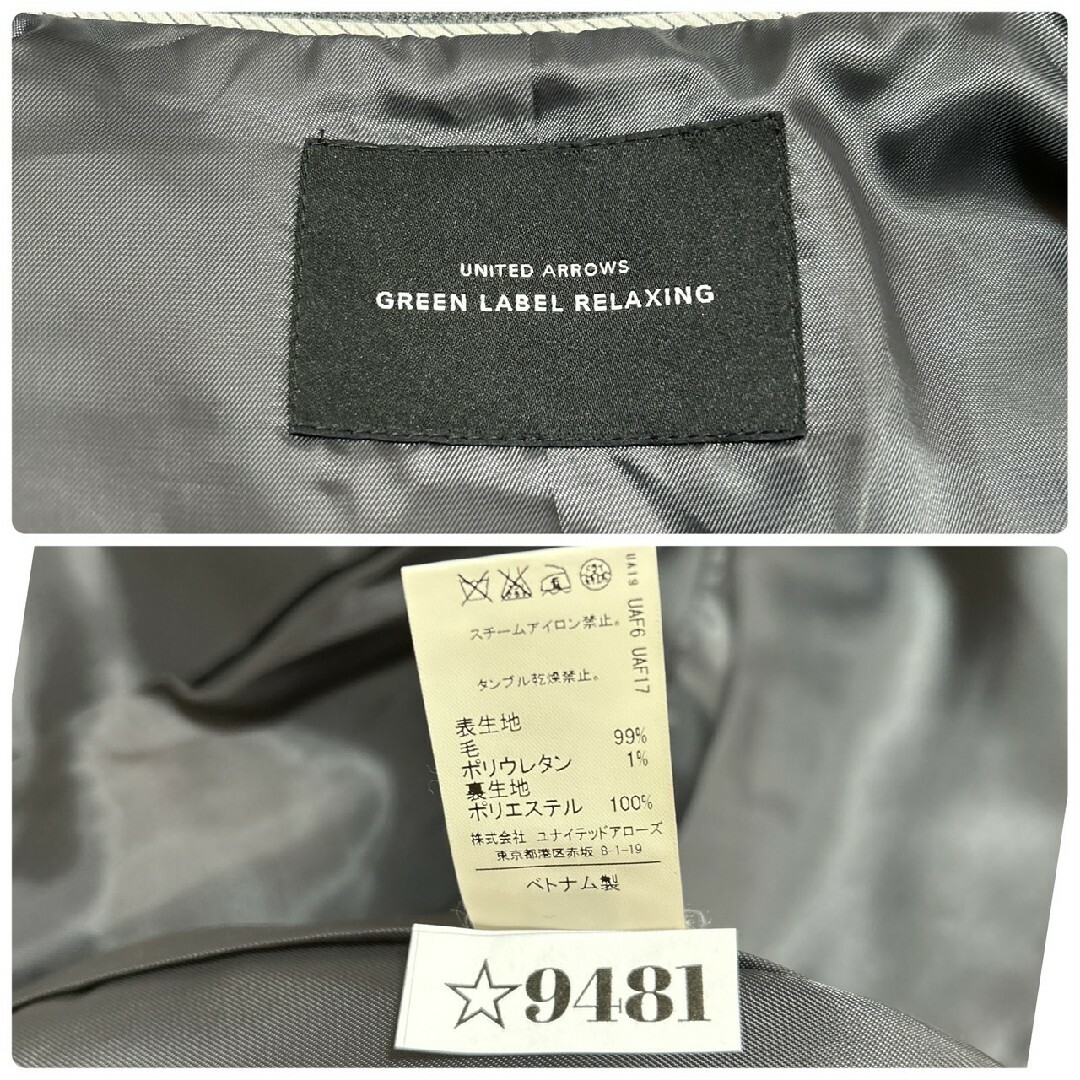 UNITED ARROWS
GREEN LABEL RELAXING
UA19 UAF6 UAF17
スチームアイロン禁止。
タンブル乾燥禁止。
表生地
毛 99%
ポリウレタン 1%
裏生地
ポリエステル 100%
株式会社 ユナイテッドアローズ
東京都港区赤坂 8-1-19
ベトナム製
☆9481